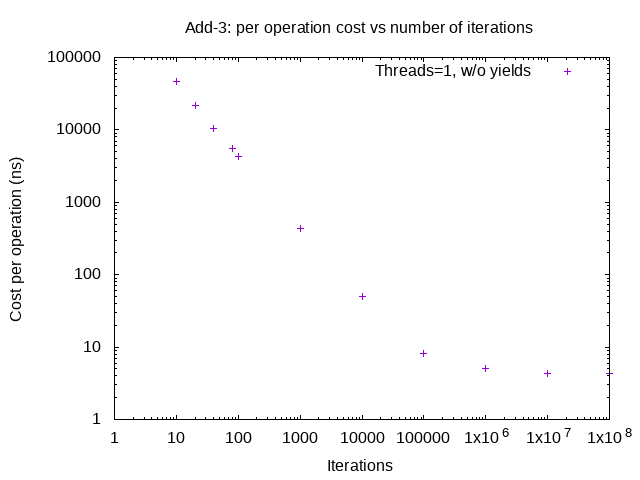 Add-3: per operation cost vs number of iterations
100000
10000
1000
100
10
1
Cost per operation (ns)
Threads=1, w/o yields
1 10 100 1000 10000 100000 1x10^6 1x10^7 1x10^8
Iterations